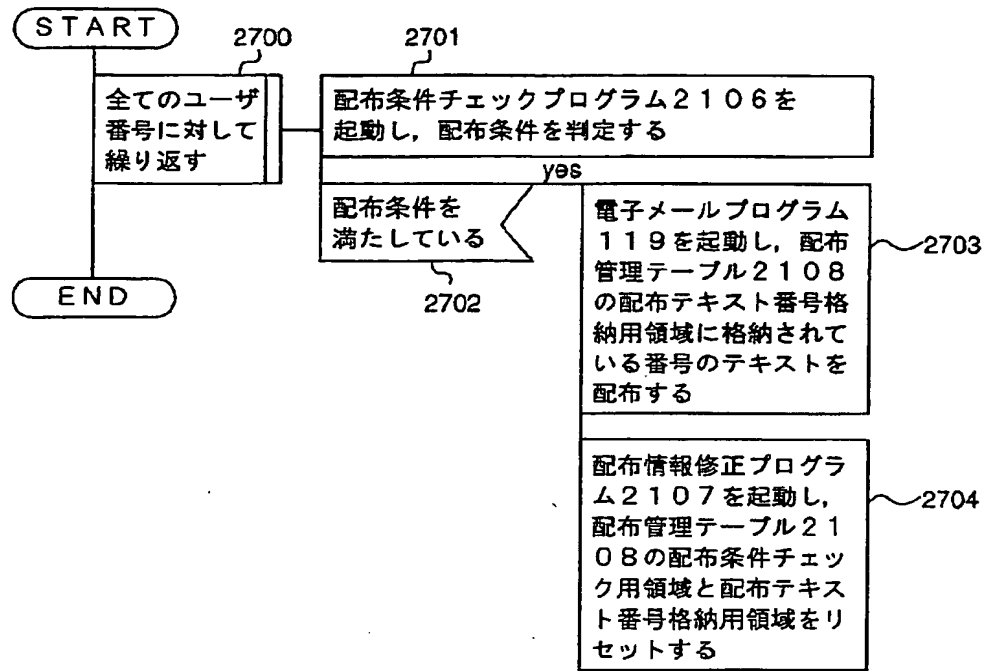 START
2700
2701
全てのユーザ
番号に対して
繰り返す
配布条件チェックプログラム2106を
起動し，配布条件を判定する
yes
配布条件を
満たしている
2702
電子メールプログラム
119を起動し，配布
管理テーブル2108
の配布テキスト番号格
納用領域に格納されて
いる番号のテキストを
配布する
2703
配布情報修正プログラ
ム2107を起動し，
配布管理テーブル21
08の配布条件チェッ
ク用領域と配布テキス
ト番号格納用領域をリ
セットする
2704
END